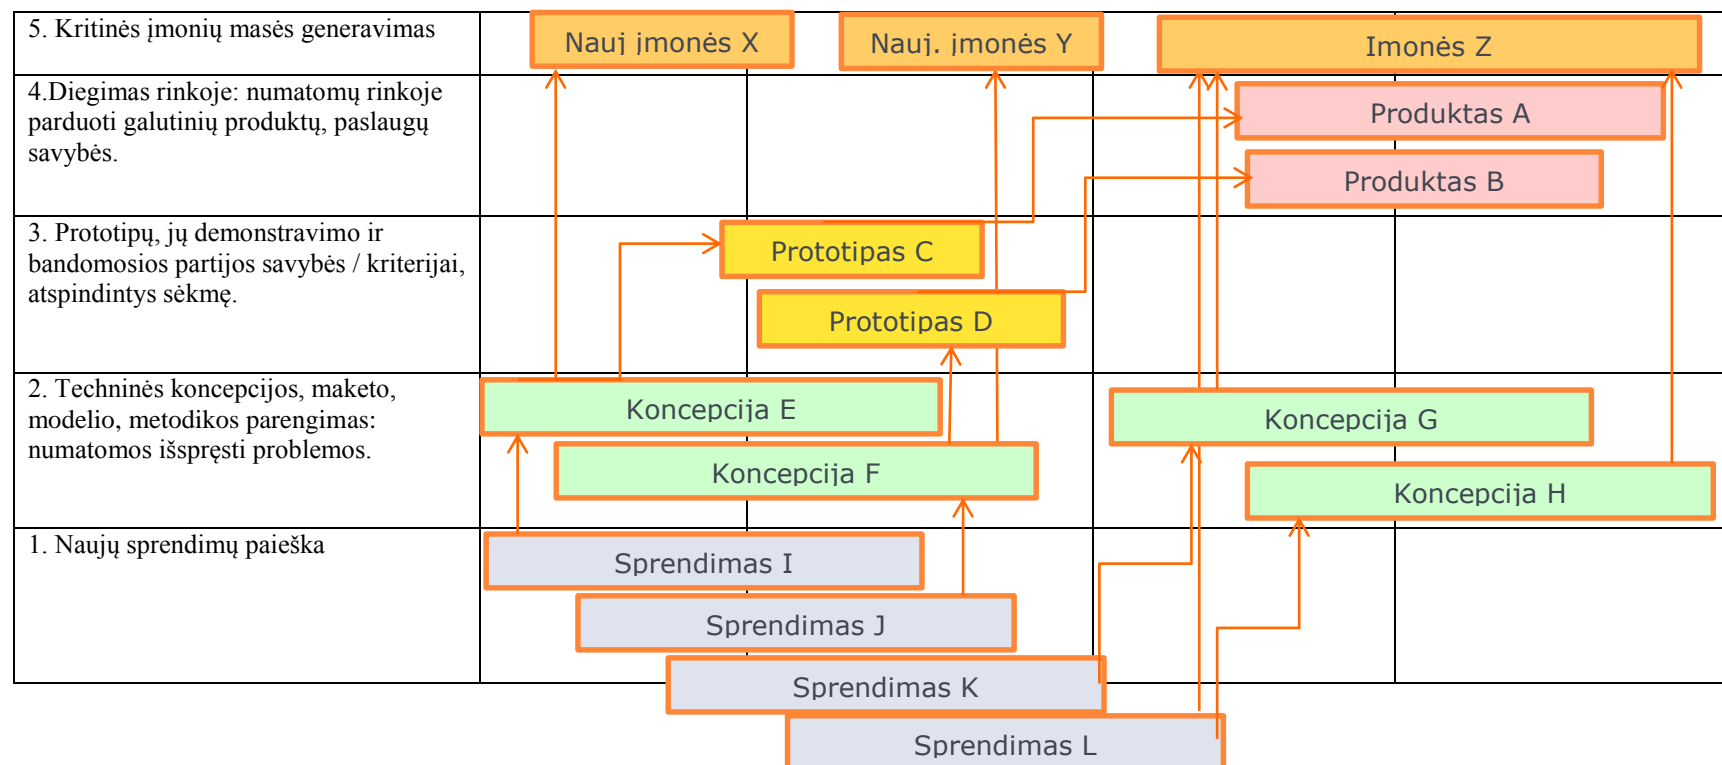 5. Kritinės įmonių masės generavimas
Nauj įmonės X
Nauj. įmonės Y
Imonės Z
4.Diegimas rinkoje: numatomų rinkoje
parduoti galutinių produktų, paslaugų
savybės.
Produktas A
Produktas B
3. Prototipų, jų demonstravimo ir
bandomosios partijos savybės / kriterijai,
atspindintys sėkmę.
Prototipas C
Prototipas D
2. Techninės koncepcijos, maketo,
modelio, metodikos parengimas:
numatomos išspręsti problemos.
Koncepcija E
Koncepcija F
Koncepcija G
Koncepcija H
1. Naujų sprendimų paieška
Sprendimas I
Sprendimas J
Sprendimas K
Sprendimas L